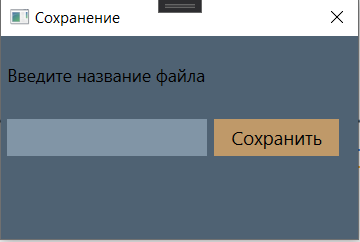 Сохранение
Введите название файла
Сохранить